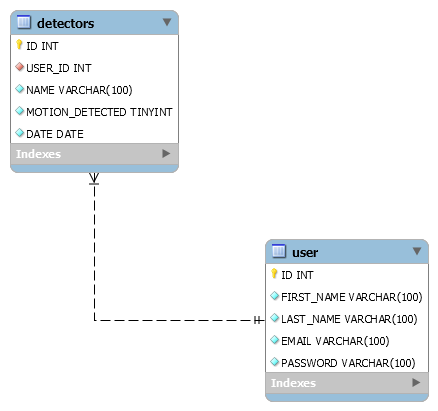 detectors
ID INT
USER_ID INT
NAME VARCHAR(100)
MOTION_DETECTED TINYINT
DATE DATE
Indexes
user
ID INT
FIRST_NAME VARCHAR(100)
LAST_NAME VARCHAR(100)
EMAIL VARCHAR(100)
PASSWORD VARCHAR(100)
Indexes